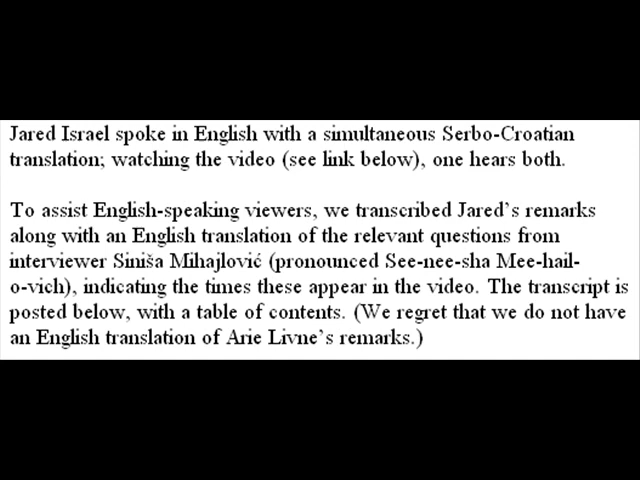 Jared Israel spoke in English with a simultaneous Serbo-Croatian
translation; watching the video (see link below), one hears both.
To assist English-speaking viewers, we transcribed Jared's remarks
along with an English translation of the relevant questions from
interviewer Siniša Mihajlović (pronounced See-nee-sha Mee-hail-
o-vich), indicating the times these appear in the video. The transcript is
posted below, with a table of contents. (We regret that we do not have
an English translation of Arie Livne's remarks.)